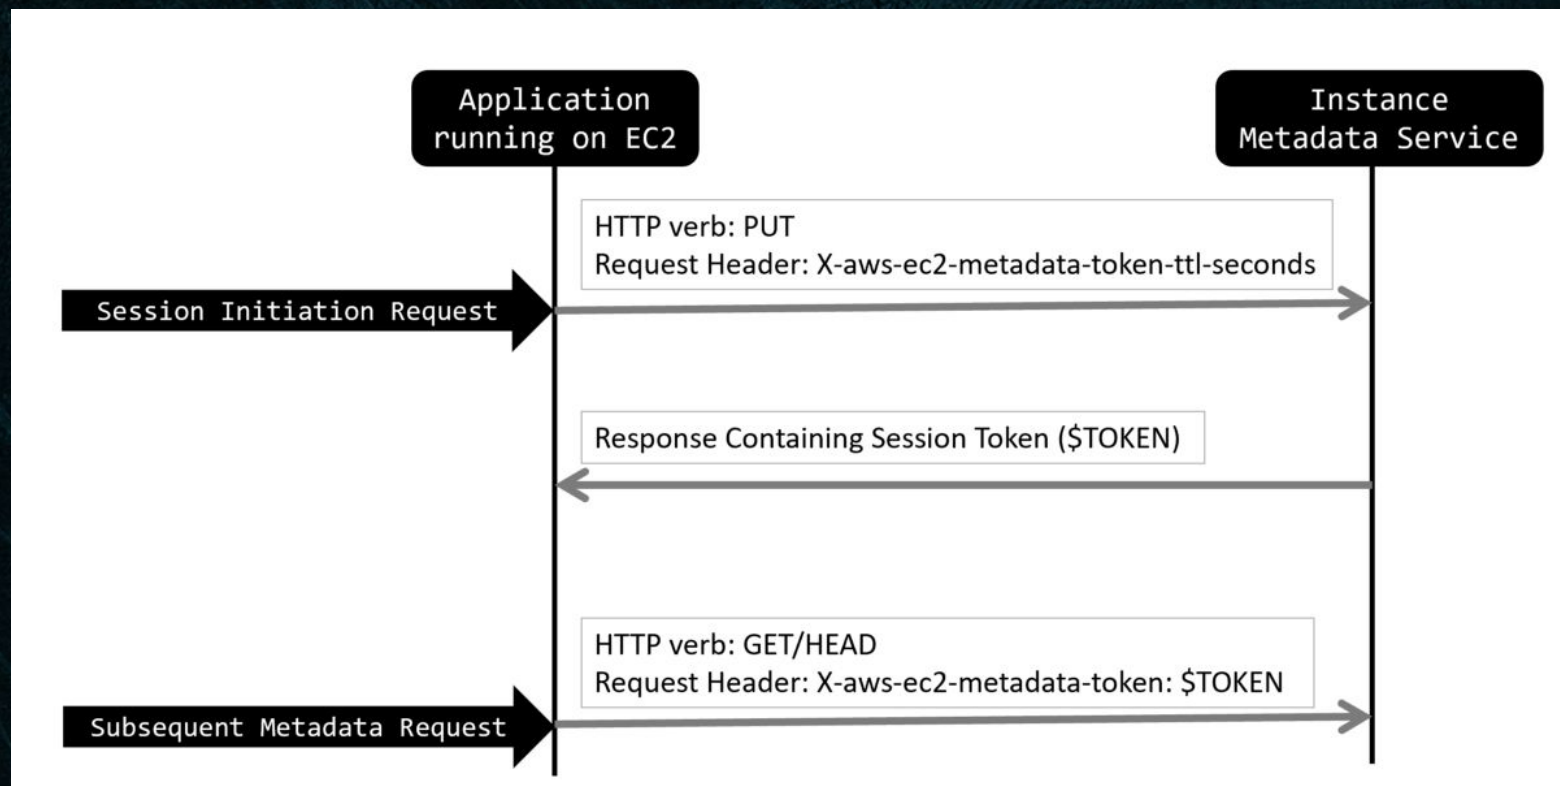 Application
running on EC2
Instance
Metadata Service
HTTP verb: PUT
Request Header: X-aws-ec2-metadata-token-ttl-seconds
Session Initiation Request
Response Containing Session Token ($TOKEN)
HTTP verb: GET/HEAD
Request Header: X-aws-ec2-metadata-token: $TOKEN
Subsequent Metadata Request